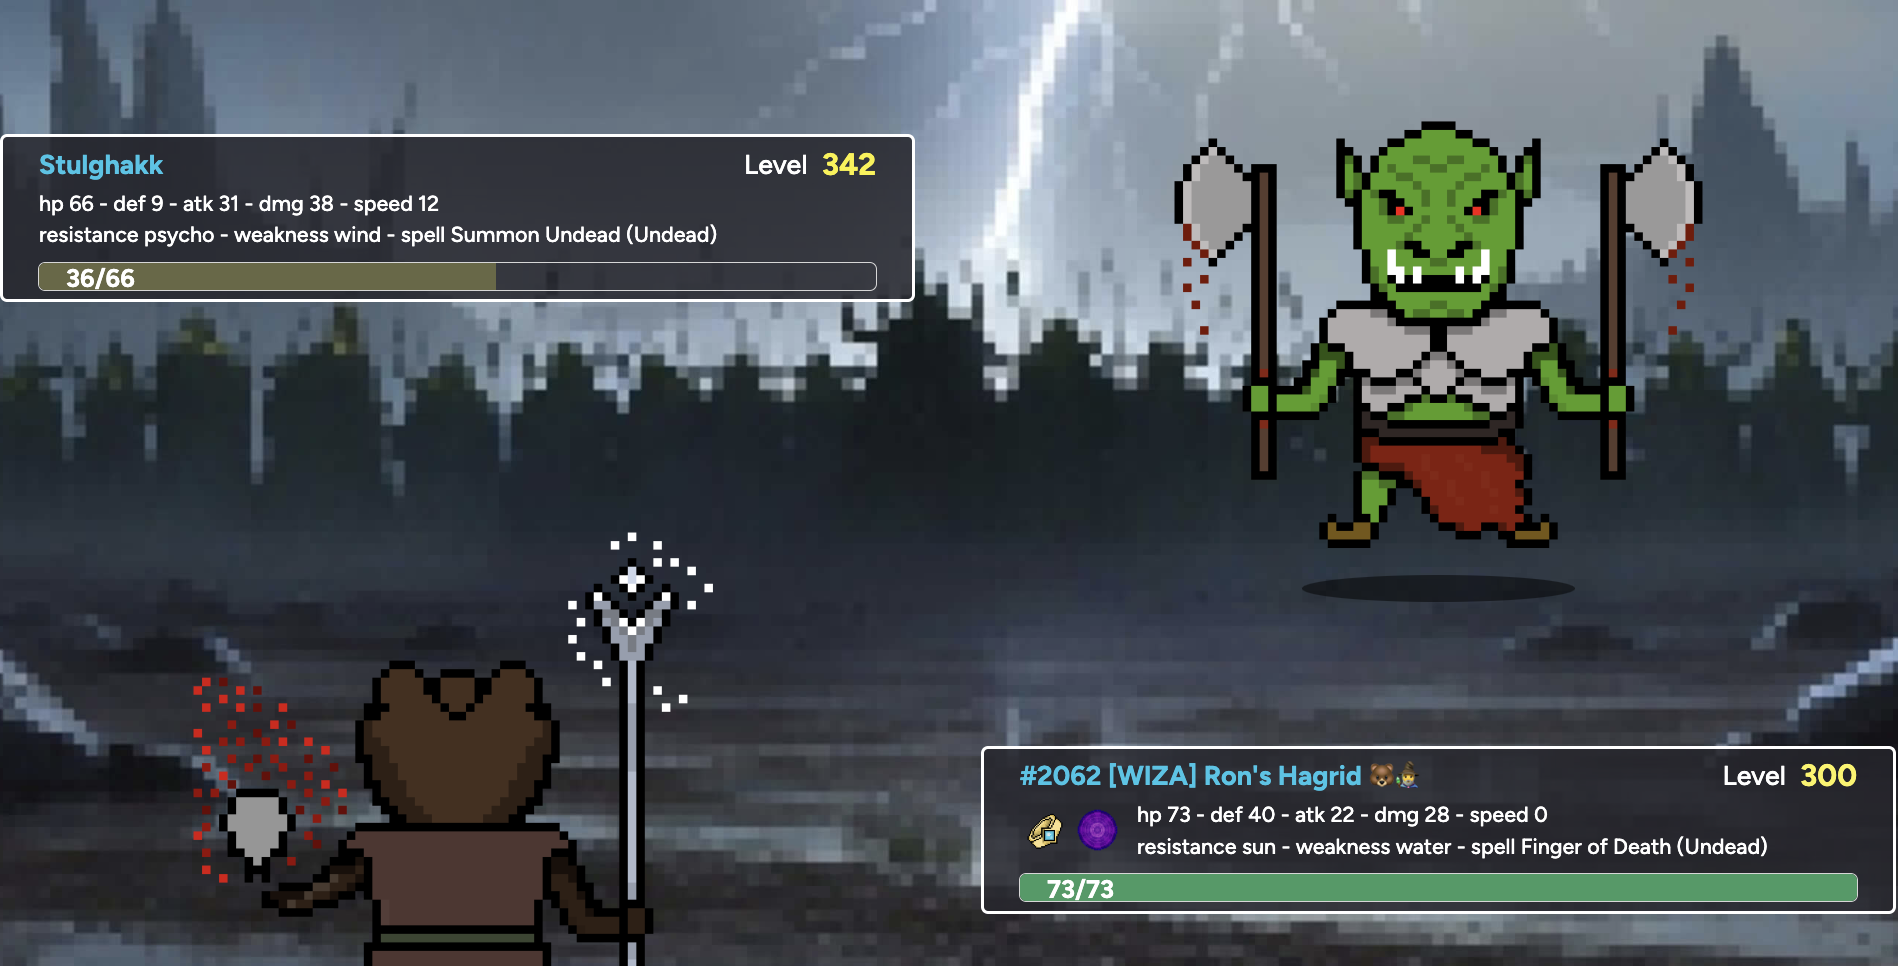 Stulghakk
Level 342
hp 66 - def 9 - atk 31 - dmg 38 - speed 12
resistance psycho - weakness wind - spell Summon Undead (Undead)
36/66
#2062 [WIZA] Ron's Hagrid 🐻🧙‍♂️
Level 300
hp 73 - def 40 - atk 22 - dmg 28 - speed 0
resistance sun - weakness water - spell Finger of Death (Undead)
73/73